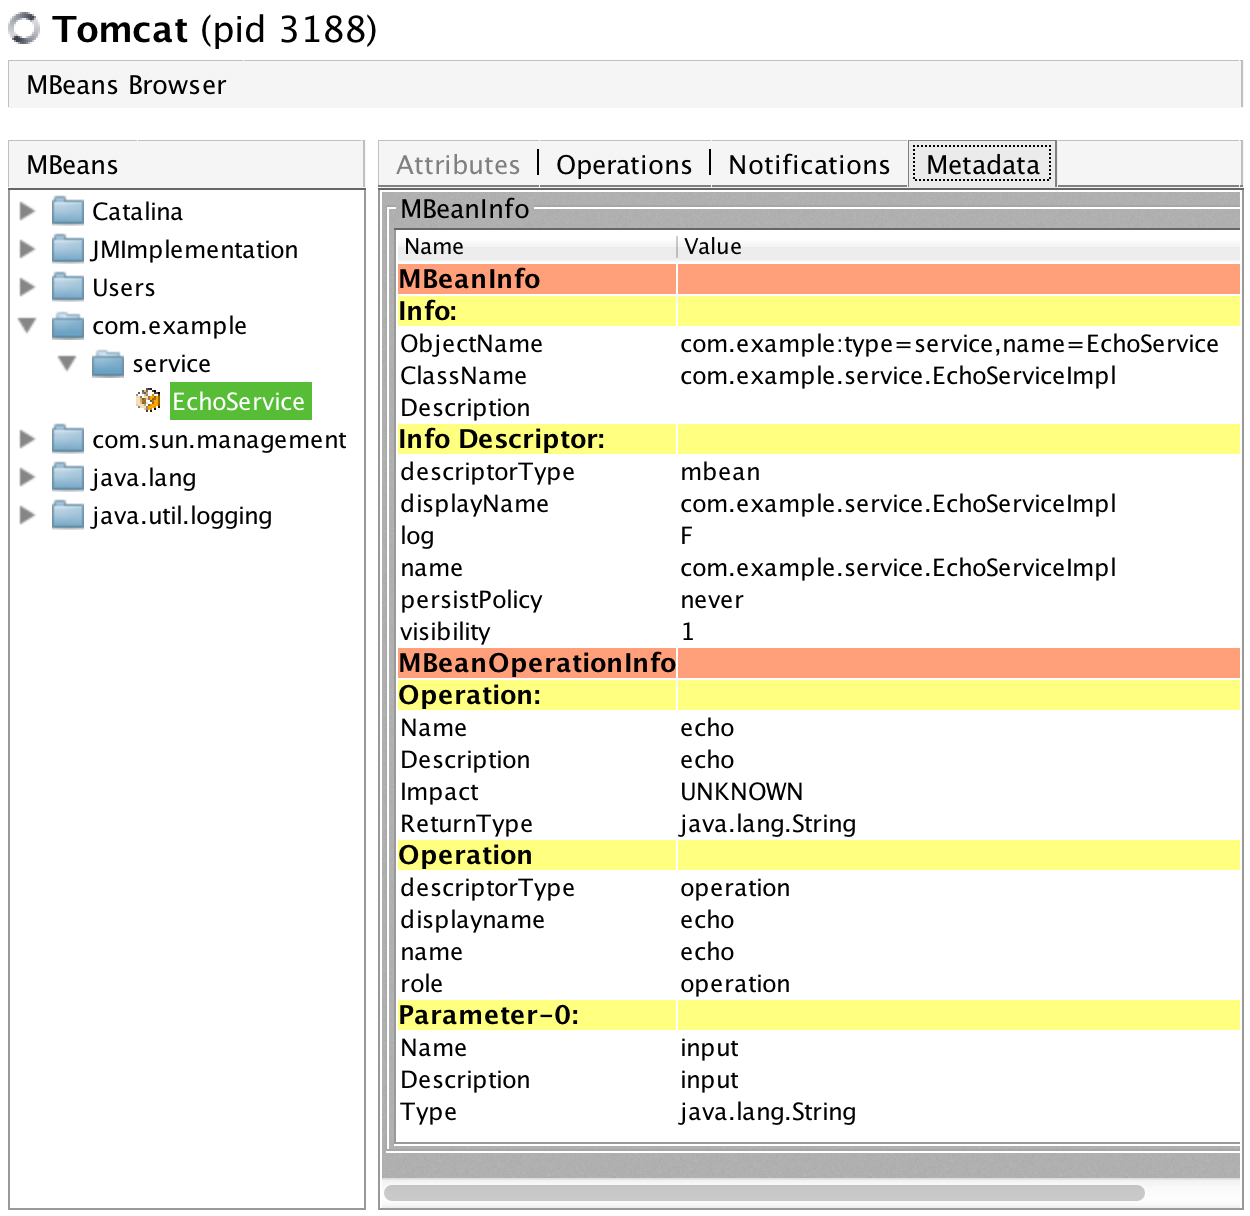 Tomcat (pid 3188)
MBeans Browser
MBeans
Catalina
JMImplementation
Users
com.example
service
EchoService
com.sun.management
java.lang
java.util.logging
Attributes Operations Notifications Metadata
MBeanInfo
Name Value
MBeanInfo
Info:
ObjectName com.example:type=service,name=EchoService
ClassName com.example.service.EchoServiceImpl
Description
Info Descriptor:
descriptorType mbean
displayName com.example.service.EchoServiceImpl
log F
name com.example.service.EchoServiceImpl
persistPolicy never
visibility 1
MBeanOperationInfo
Operation:
Name echo
Description echo
Impact UNKNOWN
ReturnType java.lang.String
Operation
descriptorType operation
displayname echo
name echo
role operation
Parameter-0:
Name input
Description input
Type java.lang.String